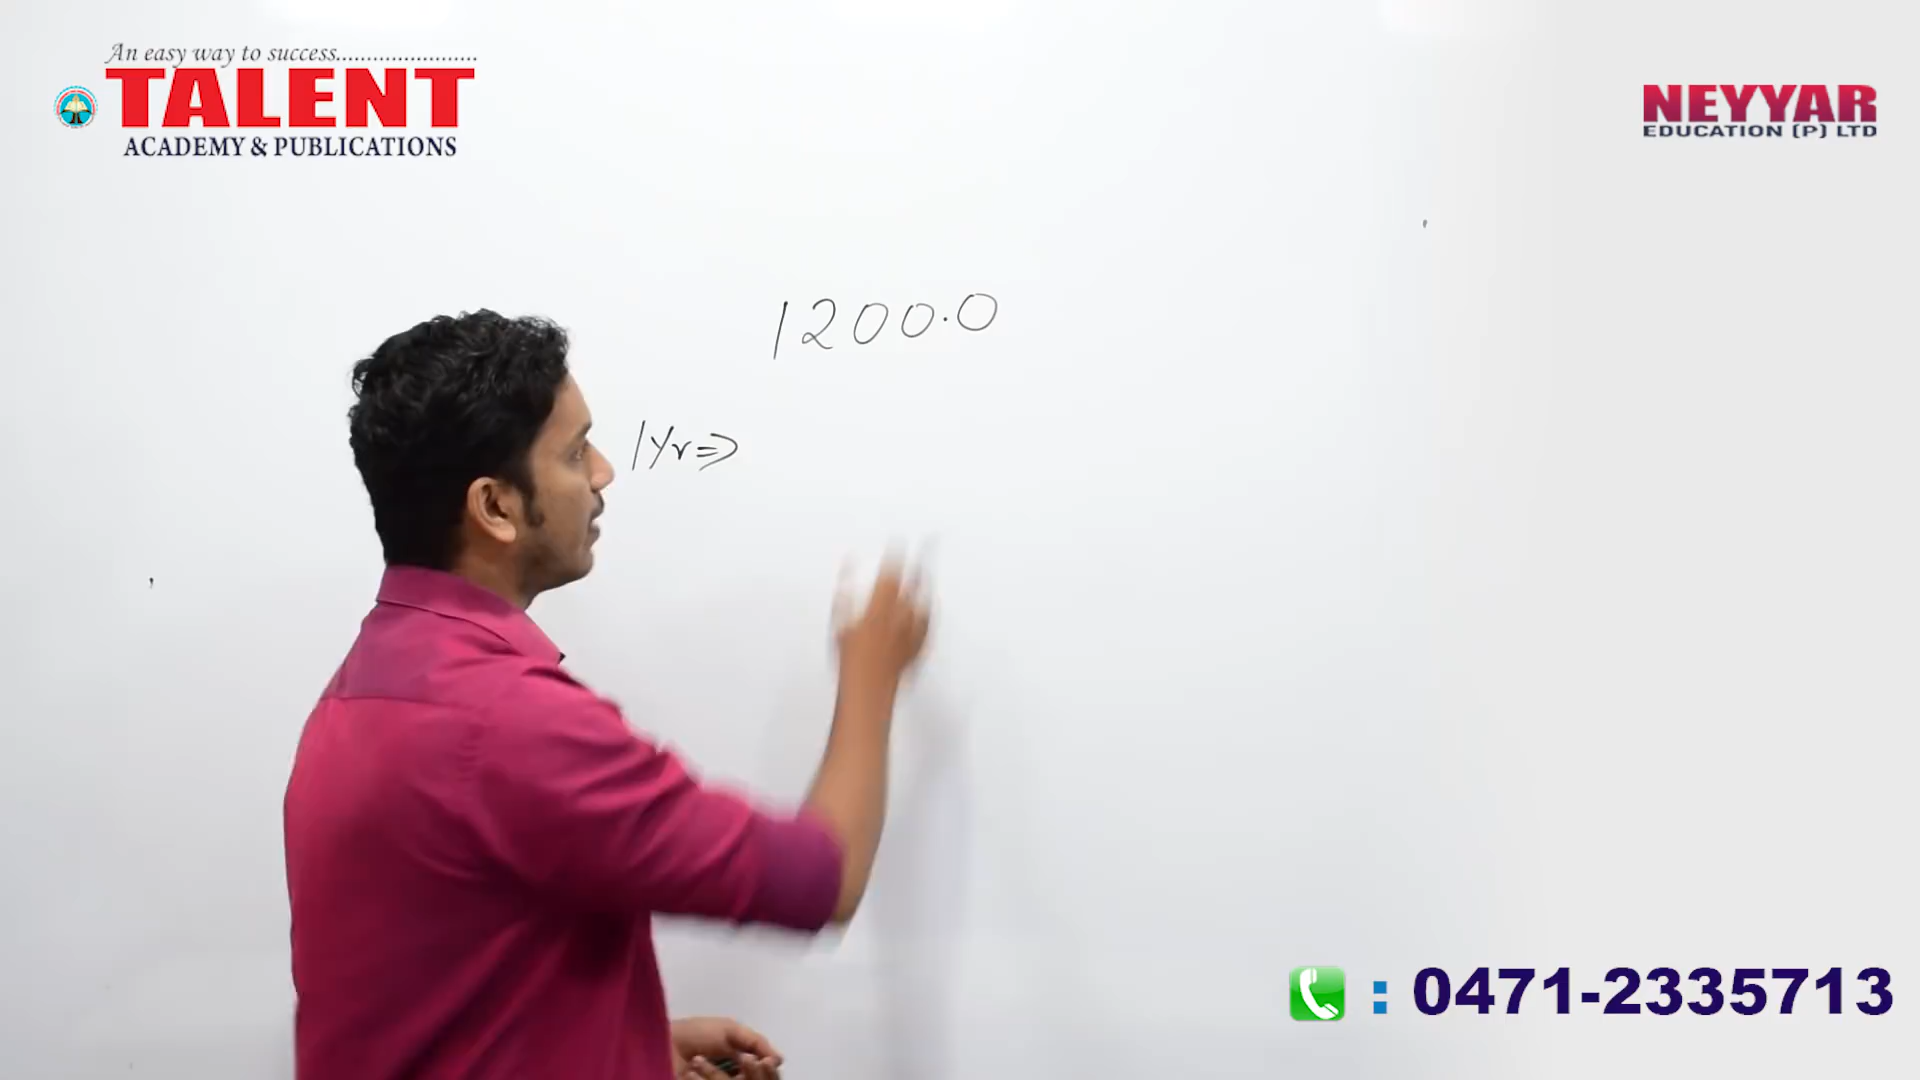 An easy way to success.......................
TALENT
ACADEMY & PUBLICATIONS
NEYYAR
EDUCATION (P) LTD
1200.0
1Yr⇒
: 0471-2335713